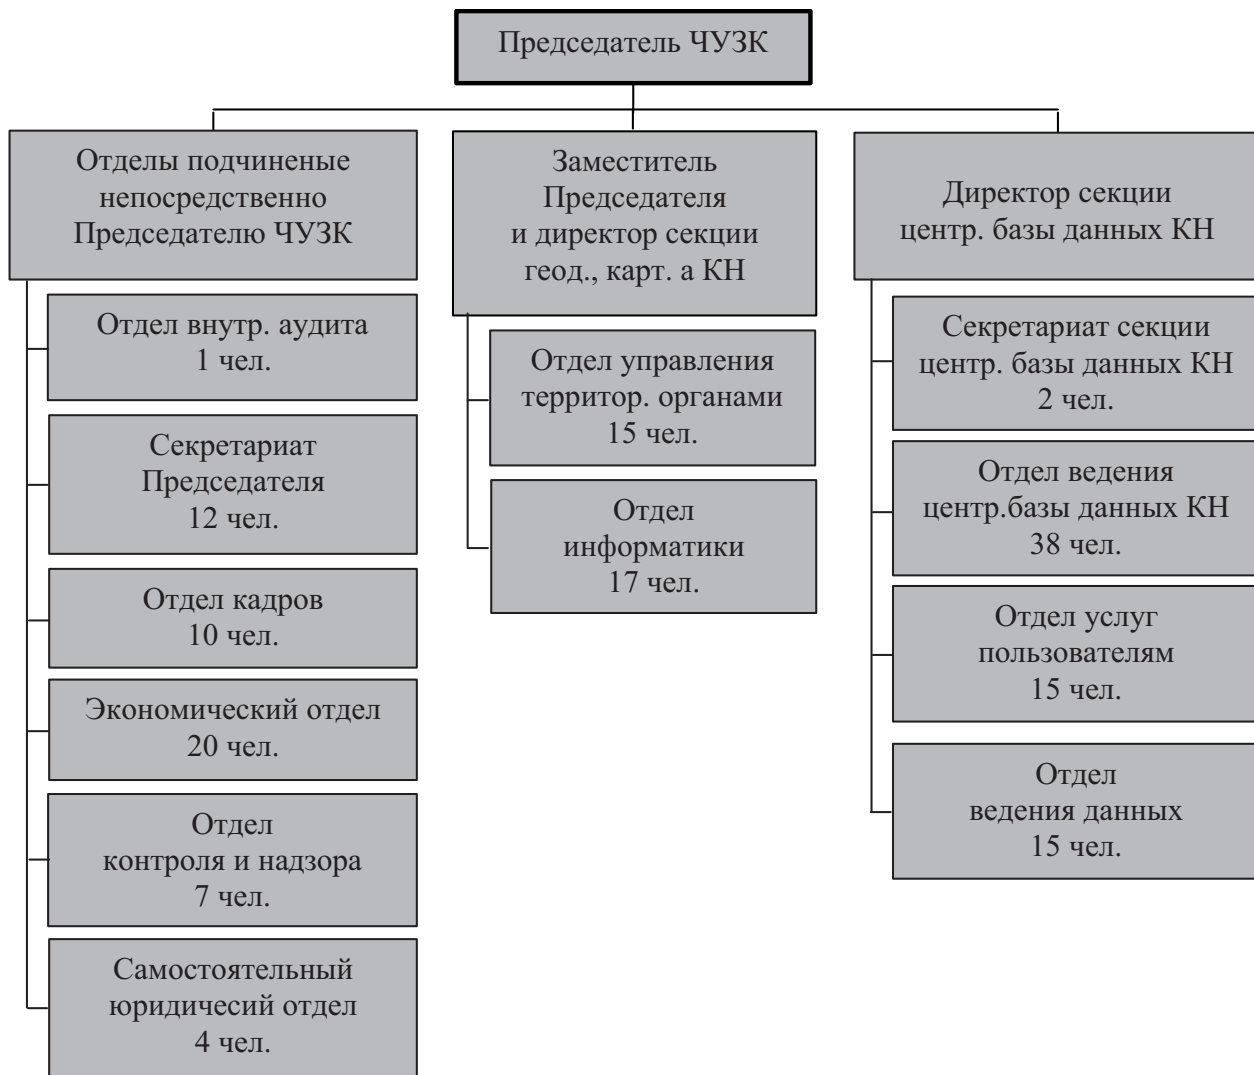 Председатель ЧУЗК
Отделы подчиненые
непосредственно
Председателю ЧУЗК
Отдел внутр. аудита
1 чел.
Секретариат
Председателя
12 чел.
Отдел кадров
10 чел.
Экономический отдел
20 чел.
Отдел
контроля и надзора
7 чел.
Самостоятельный
юридичесий отдел
4 чел.
Заместитель
Председателя
и директор секции
геод., карт. а КН
Отдел управления
территор. органами
15 чел.
Отдел
информатики
17 чел.
Директор секции
центр. базы данных КН
Секретариат секции
центр. базы данных КН
2 чел.
Отдел ведения
центр.базы данных КН
38 чел.
Отдел услуг
пользователям
15 чел.
Отдел
ведения данных
15 чел.